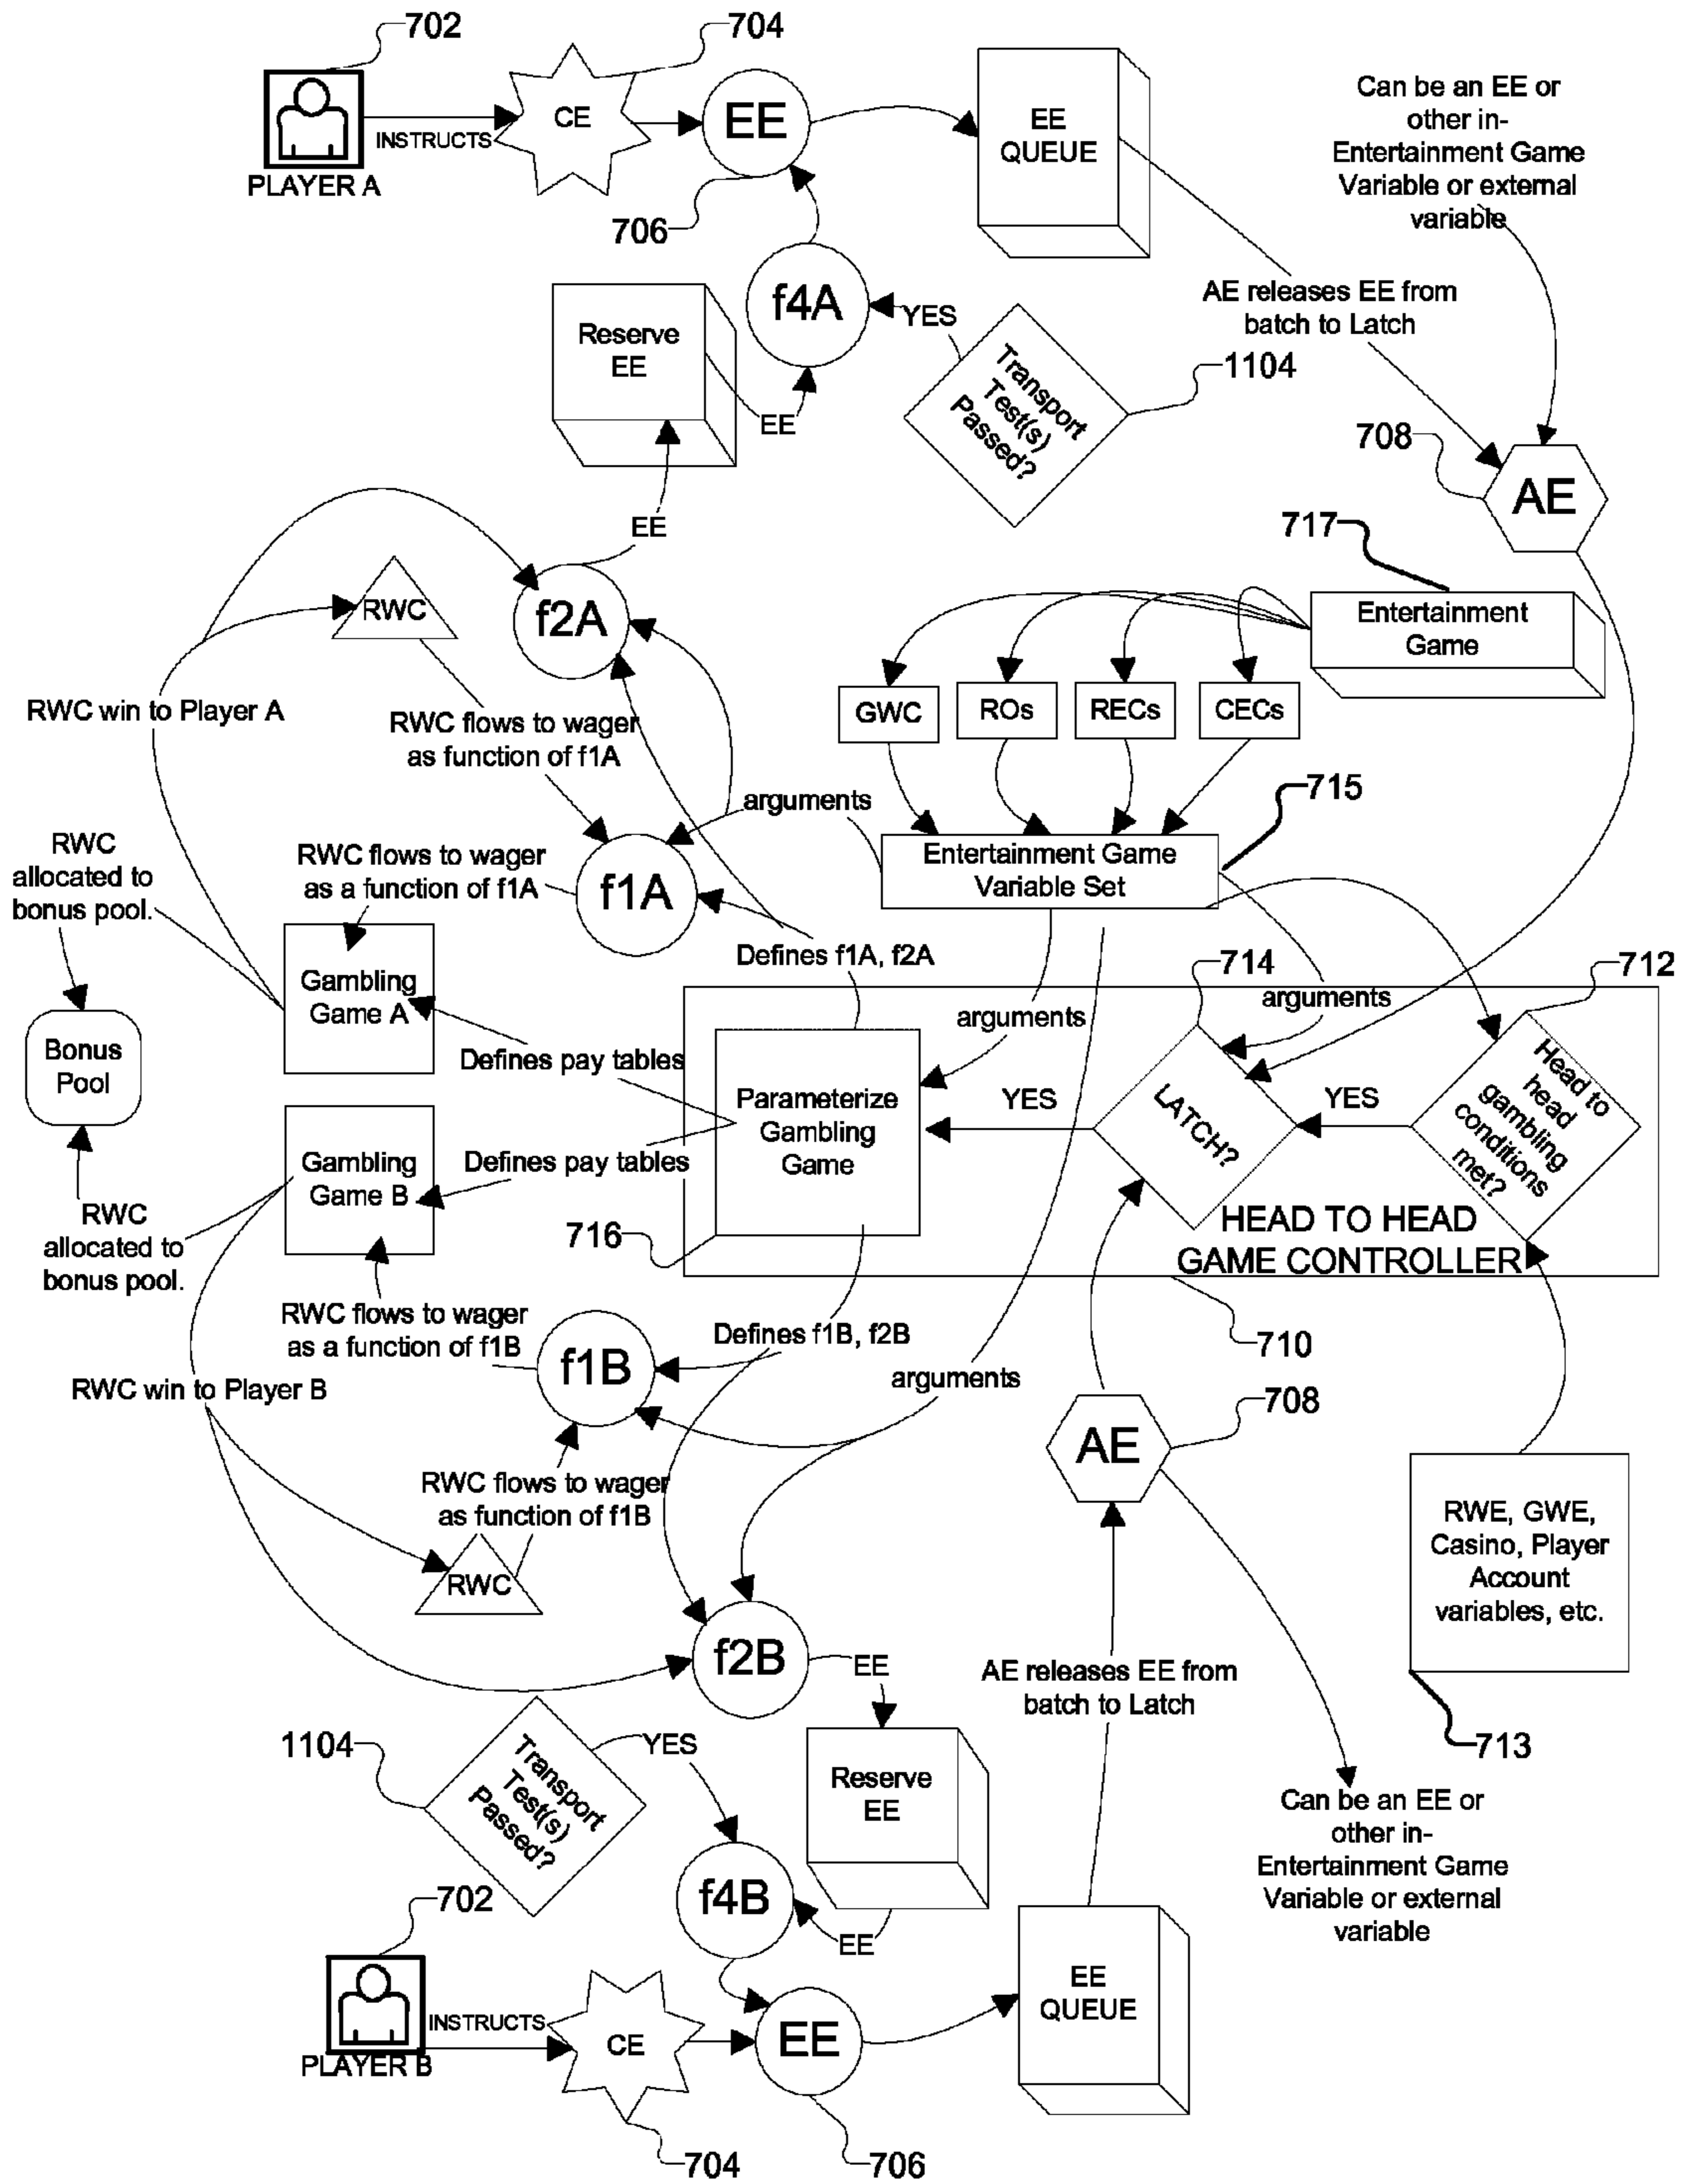 702
704
CE
EE
EE
QUEUE
INSTRUCTS
PLAYER A
706
Can be an EE or
other in-
Entertainment Game
Variable or external
variable
f4A
YES
AE releases EE from
batch to Latch
Reserve
EE
EE
Transport
Test(s)
Passed?
1104
708
AE
EE
717
RWC
f2A
Entertainment
Game
RWC win to Player A
RWC flows to wager
as function of f1A
GWC
ROs
RECs
CECs
arguments
715
RWC
allocated to
bonus pool.
RWC flows to wager
as a function of f1A
f1A
Entertainment Game
Variable Set
Defines f1A, f2A
714
712
Gambling
Game A
arguments
arguments
Bonus
Pool
Defines pay tables
Parameterize
Gambling
Game
YES
LATCH?
YES
Head to
head
gambling
conditions
met?
Gambling
Game B
Defines pay tables
RWC
allocated to
bonus pool.
716
HEAD TO HEAD
GAME CONTROLLER
RWC flows to wager
as a function of f1B
f1B
Defines f1B, f2B
710
RWC win to Player B
arguments
708
AE
RWC flows to wager
as function of f1B
RWC
RWE, GWE,
Casino, Player
Account
variables, etc.
f2B
EE
AE releases EE from
batch to Latch
1104
Transport
Test(s)
Passed?
YES
713
Reserve
EE
Can be an EE or
other in-
Entertainment Game
Variable or external
variable
702
f4B
EE
INSTRUCTS
PLAYER B
CE
EE
EE
QUEUE
704
706